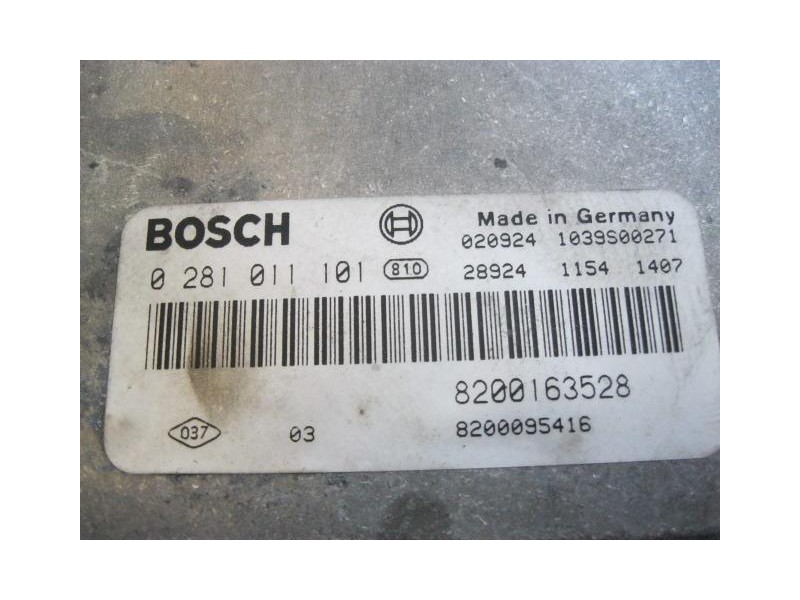 BOSCH
Made in Germany
020924 1039S00271
0 281 011 101 810 28924 1154 1407
8200163528
037 03 8200095416